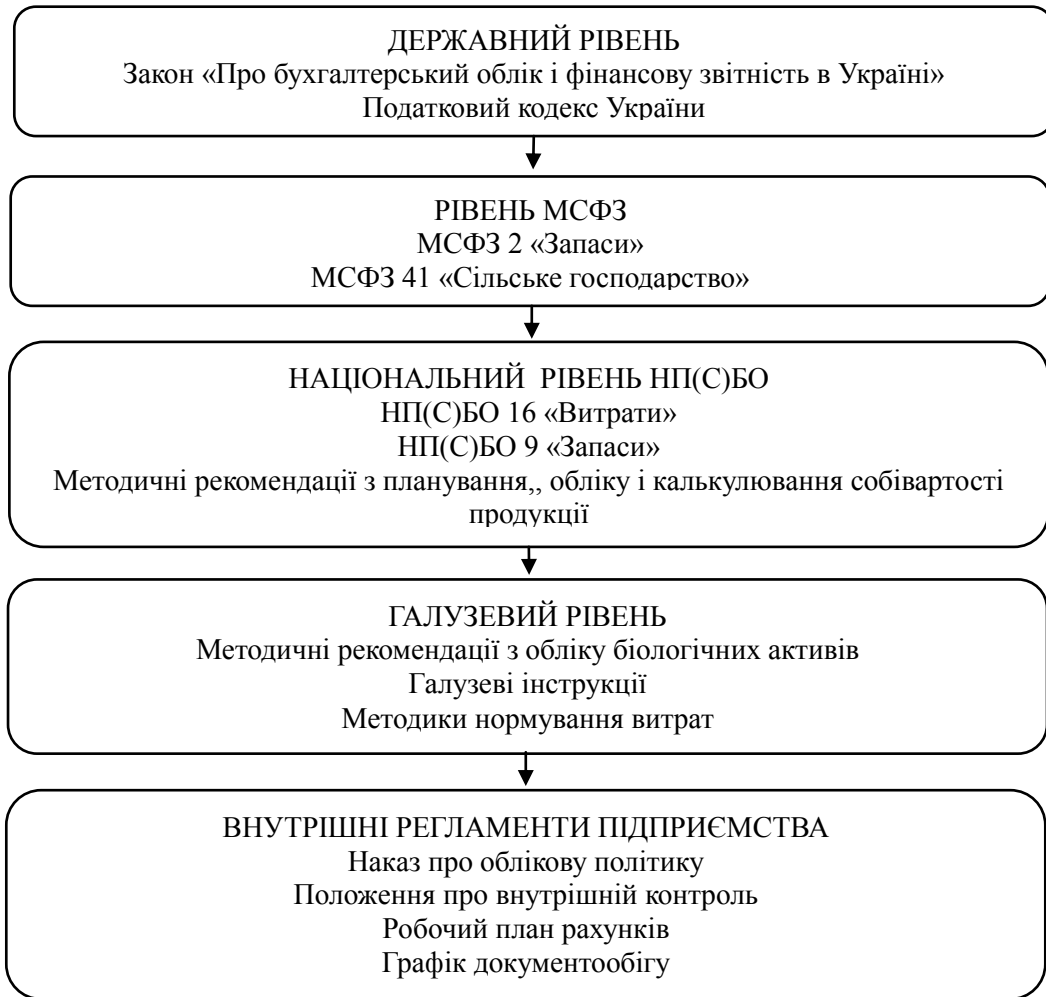 ДЕРЖАВНИЙ РІВЕНЬ
Закон «Про бухгалтерський облік і фінансову звітність в Україні»
Податковий кодекс України
РІВЕНЬ МСФЗ
МСФЗ 2 «Запаси»
МСФЗ 41 «Сільське господарство»
НАЦІОНАЛЬНИЙ РІВЕНЬ НП(С)БО
НП(С)БО 16 «Витрати»
НП(С)БО 9 «Запаси»
Методичні рекомендації з планування,, обліку і калькулювання собівартості
продукції
ГАЛУЗЕВИЙ РІВЕНЬ
Методичні рекомендації з обліку біологічних активів
Галузеві інструкції
Методики нормування витрат
ВНУТРІШНІ РЕГЛАМЕНТИ ПІДПРИЄМСТВА
Наказ про облікову політику
Положення про внутрішній контроль
Робочий план рахунків
Графік документообігу